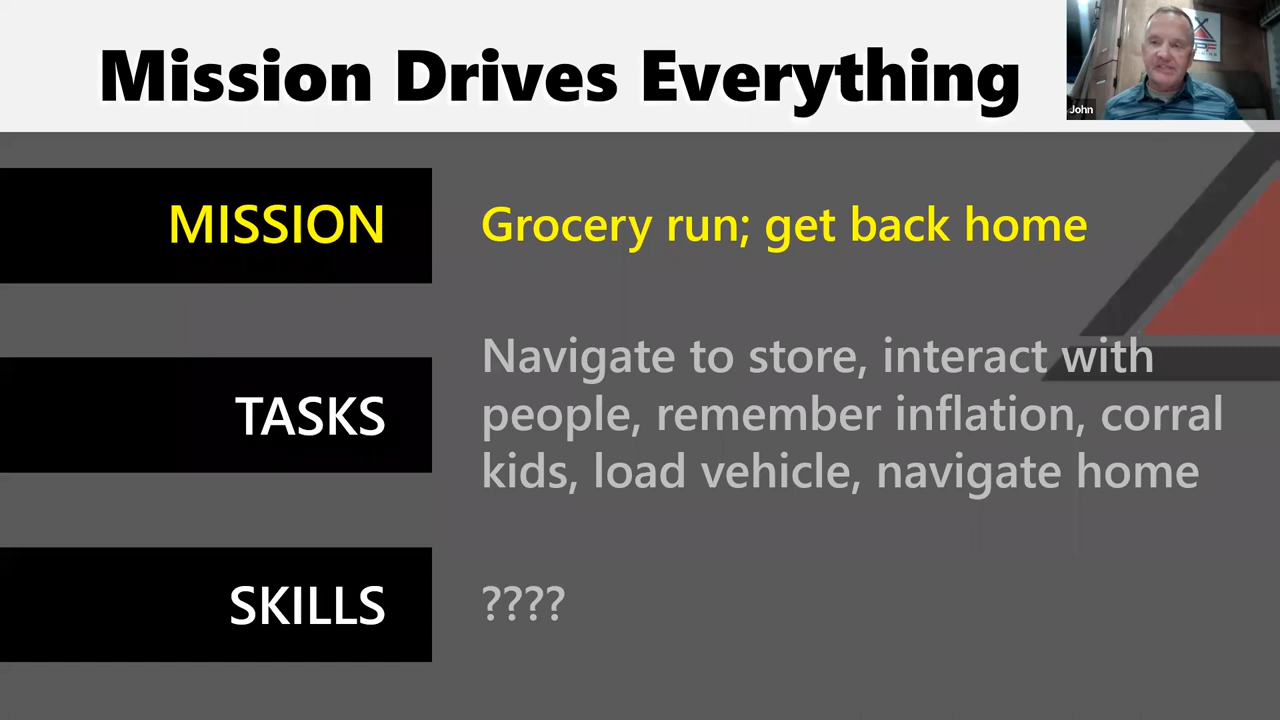 Mission Drives Everything
John
MISSION
Grocery run; get back home
TASKS
Navigate to store, interact with
people, remember inflation, corral
kids, load vehicle, navigate home
SKILLS
????